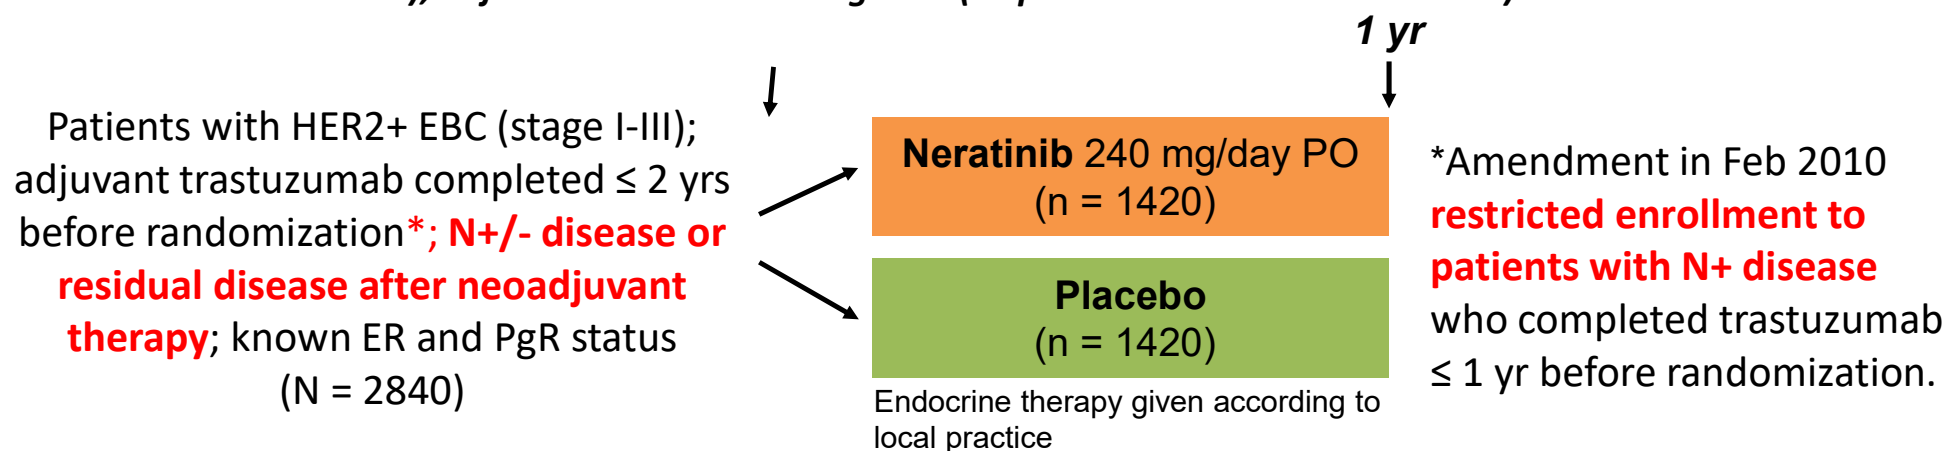 1 yr
Patients with HER2+ EBC (stage I-III);
adjuvant trastuzumab completed ≤ 2 yrs
before randomization*; N+/- disease or
residual disease after neoadjuvant
therapy; known ER and PgR status
(N = 2840)
Neratinib 240 mg/day PO
(n = 1420)
Placebo
(n = 1420)
Endocrine therapy given according to
local practice
*Amendment in Feb 2010
restricted enrollment to
patients with N+ disease
who completed trastuzumab
≤ 1 yr before randomization.